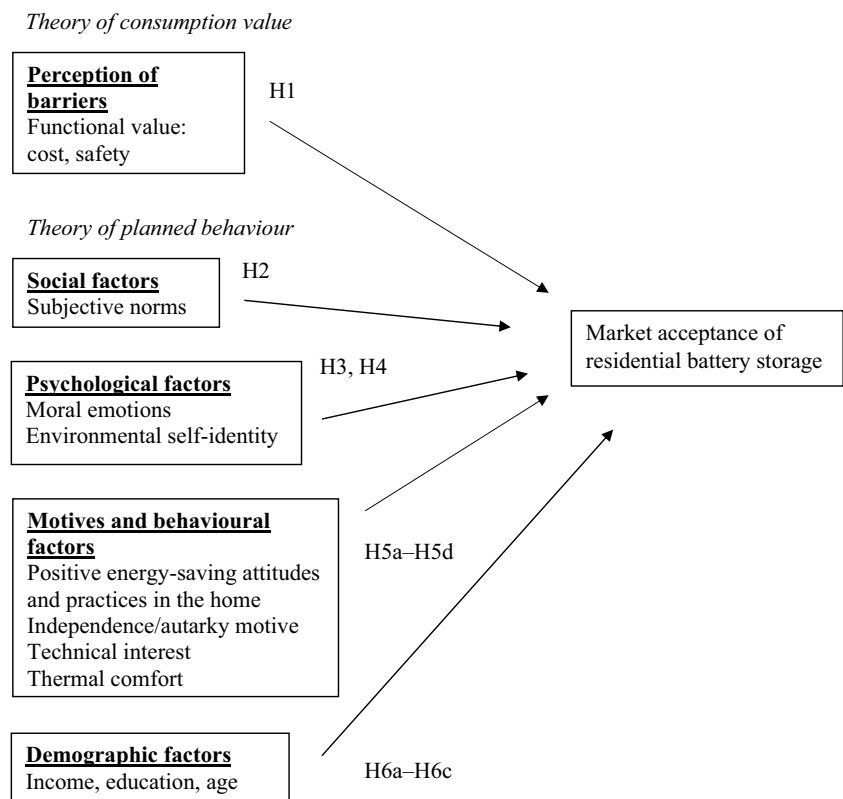 Theory of consumption value
Perception of
barriers
Functional value:
cost, safety
H1
Theory of planned behaviour
Social factors
Subjective norms
H2
Psychological factors
Moral emotions
Environmental self-identity
H3, H4
Market acceptance of
residential battery storage
Motives and behavioural
factors
Positive energy-saving attitudes
and practices in the home
Independence/autarky motive
Technical interest
Thermal comfort
H5a–H5d
Demographic factors
Income, education, age
H6a–H6c